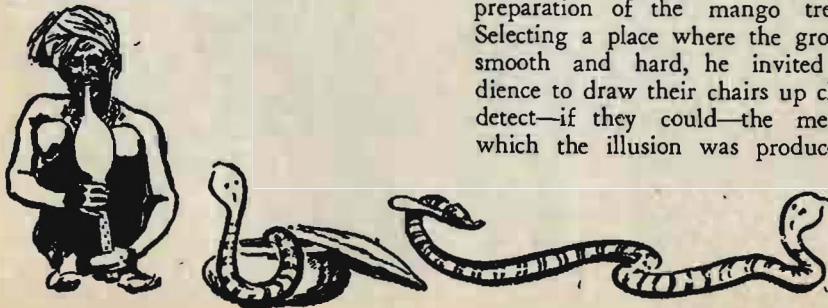 preparation of the mango tre
Selecting a place where the gro
smooth and hard, he invited
dience to draw their chairs up c
detect—if they could—the me
which the illusion was produc